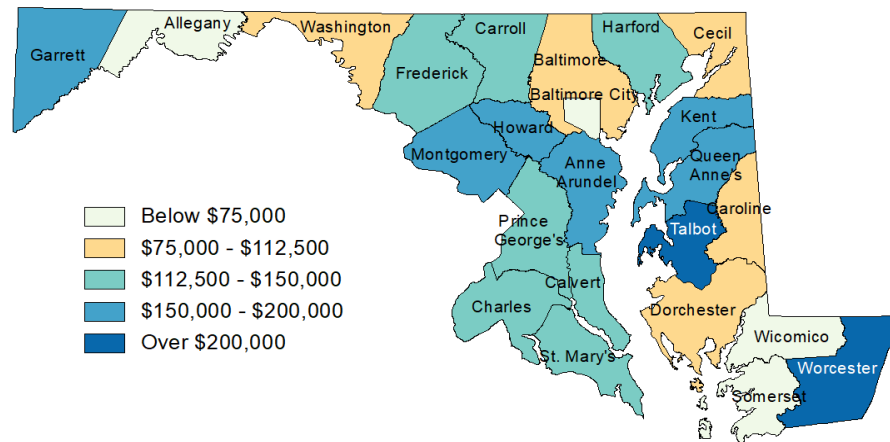 Garrett
Allegany
Washington
Frederick
Carroll
Baltimore
Baltimore City
Harford
Cecil
Howard
Montgomery
Anne
Arundel
Kent
Queen
Anne's
Caroline
Talbot
Prince
George's
Calvert
Charles
St. Mary's
Dorchester
Wicomico
Worcester
Somerset
Below $75,000
$75,000 - $112,500
$112,500 - $150,000
$150,000 - $200,000
Over $200,000